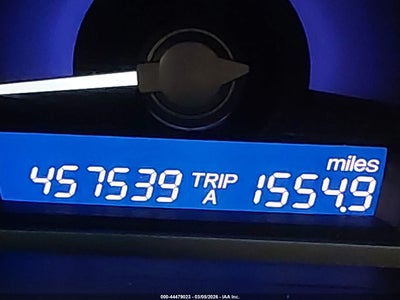 miles
457539 TRIP A 1554.9
000-44479023 - 03/09/2026 - IAA Inc.